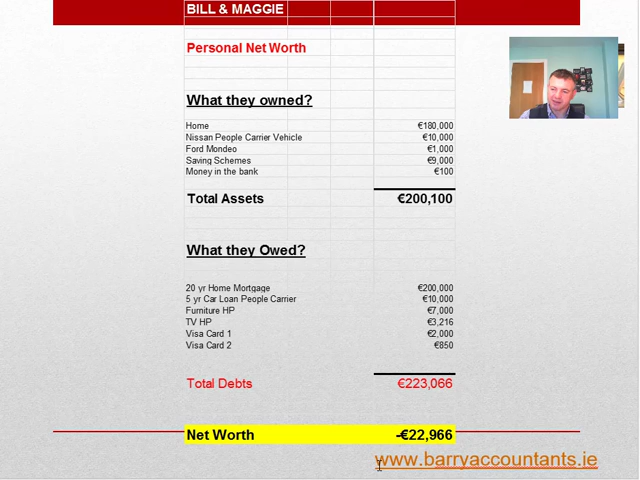 BILL & MAGGIE
Personal Net Worth
What they owned?
Home €180,000
Nissan People Carrier Vehicle €10,000
Ford Mondeo €1,000
Saving Schemes €9,000
Money in the bank €100
Total Assets €200,100
What they Owed?
20 yr Home Mortgage €200,000
5 yr Car Loan People Carrier €10,000
Furniture HP €7,000
TV HP €3,216
Visa Card 1 €2,000
Visa Card 2 €850
Total Debts €223,066
Net Worth -€22,966
www.barryaccountants.ie